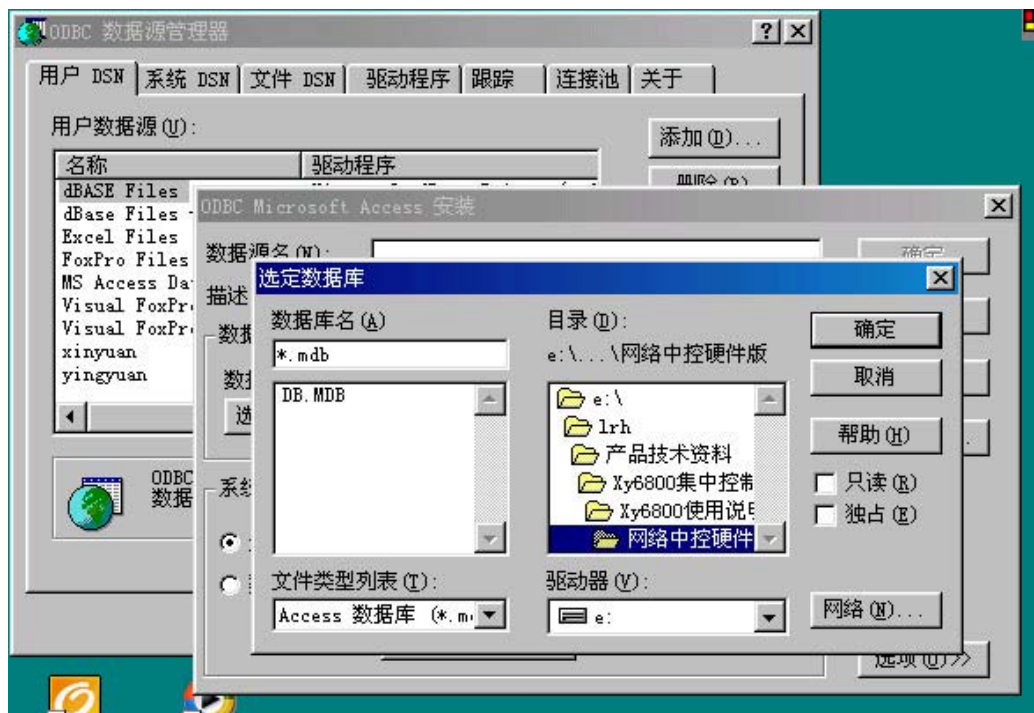 ODBC 数据源管理器
用户 DSN 系统 DSN 文件 DSN 驱动程序 跟踪 连接池 关于
用户数据源(U):
添加(D)...
名称 驱动程序
dBASE Files
dBase Files
Excel Files
FoxPro Files
MS Access Da
Visual FoxPr
Visual FoxPr
xinyuan
yingyuan
ODBC
数据
ODBC Microsoft Access 安装
数据源名(N):
确定
描述
数据
选
系统
选项(O)>>
选定数据库
数据库名(A)
*.mdb
DB.MDB
文件类型列表(T):
Access 数据库 (*.m
目录(D):
e:\...\网络中控硬件版
e:\
lrh
产品技术资料
Xy6800集中控制
Xy6800使用说
网络中控硬件
驱动器(V):
e:
确定
取消
帮助(H)
只读(R)
独占(E)
网络(N)...